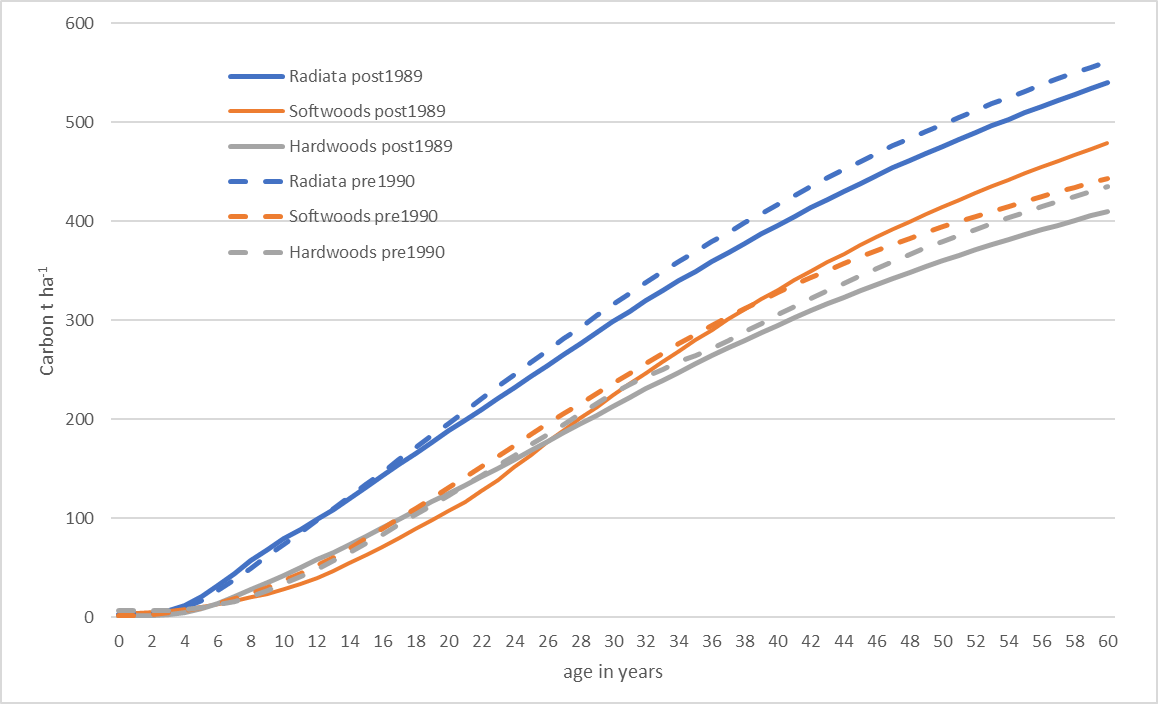 600
500
400
300
200
100
0
Carbon t ha-1
Radiata post1989
Softwoods post1989
Hardwoods post1989
Radiata pre1990
Softwoods pre1990
Hardwoods pre1990
0 2 4 6 8 10 12 14 16 18 20 22 24 26 28 30 32 34 36 38 40 42 44 46 48 50 52 54 56 58 60
age in years